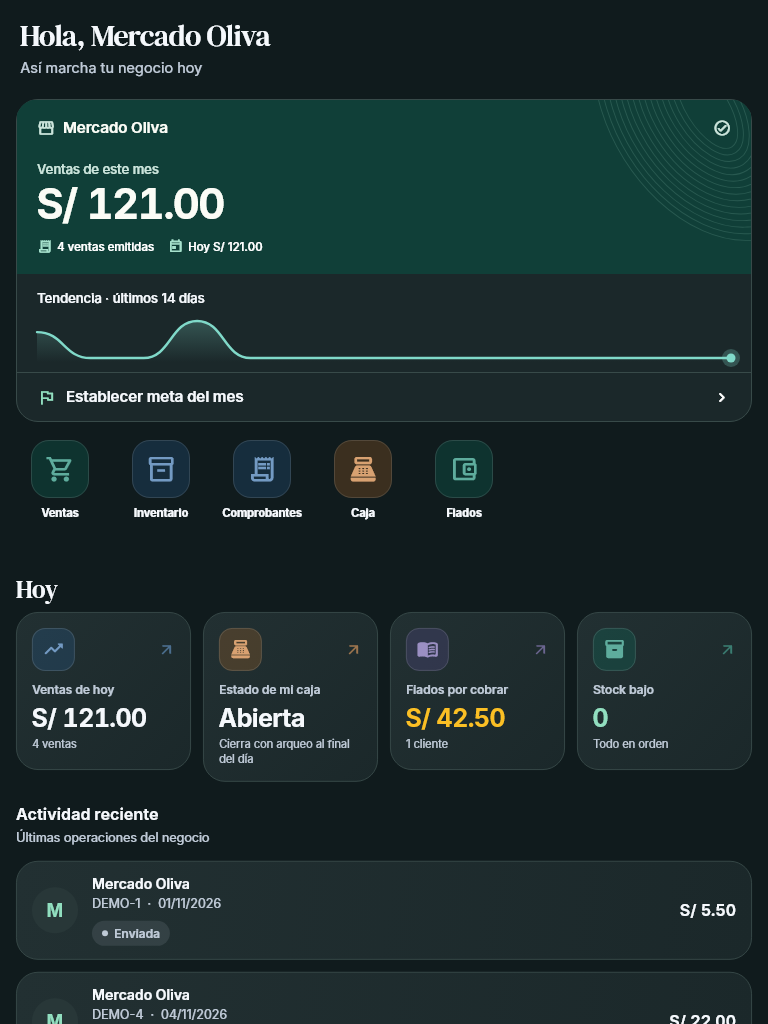 Hola, Mercado Oliva
Así marcha tu negocio hoy
Mercado Oliva
Ventas de este mes
S/ 121.00
4 ventas emitidas
Hoy S/ 121.00
Tendencia · últimos 14 días
Establecer meta del mes
Ventas
Inventario
Comprobantes
Caja
Fiados
Hoy
Ventas de hoy
S/ 121.00
4 ventas
Estado de mi caja
Abierta
Cierra con arqueo al final
del día
Fiados por cobrar
S/ 42.50
1 cliente
Stock bajo
0
Todo en orden
Actividad reciente
Últimas operaciones del negocio
M
Mercado Oliva
DEMO-1 · 01/11/2026
Enviada
S/ 5.50
M
Mercado Oliva
DEMO-4 · 04/11/2026
S/ 22.00